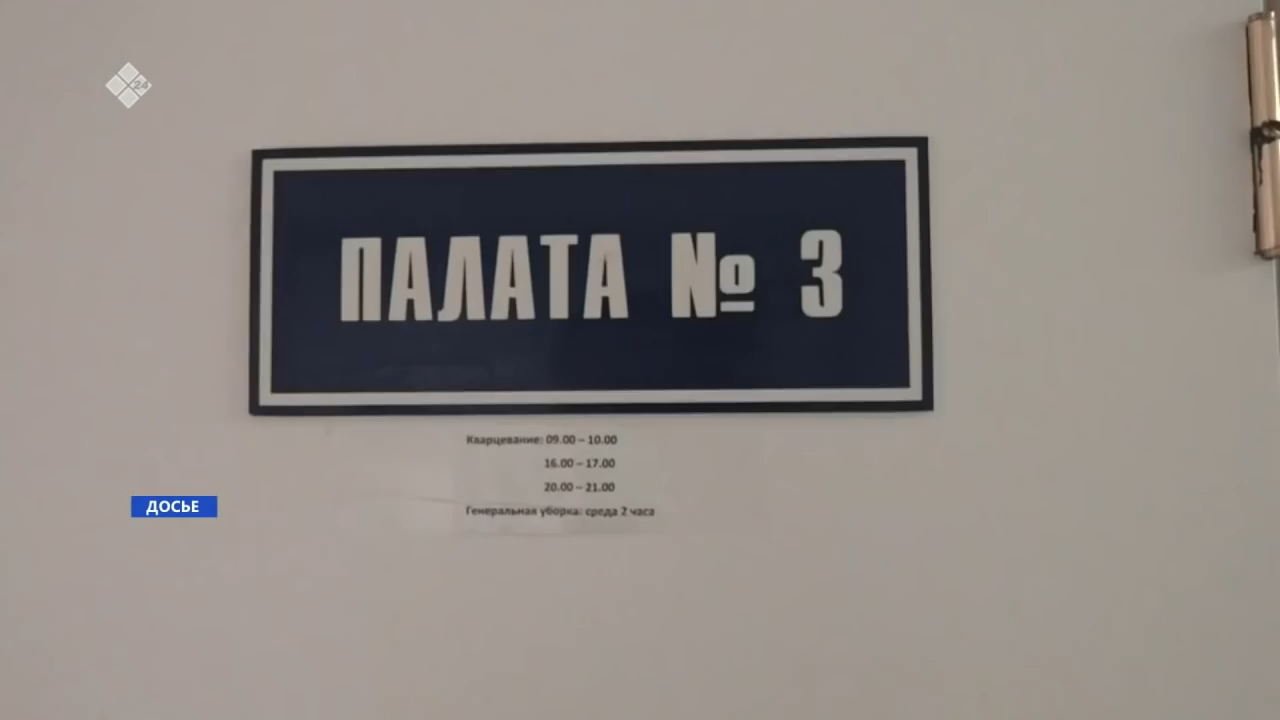 24
ПАЛАТА № 3
Кварцевание: 09.00 – 10.00
16.00 – 17.00
20.00 – 21.00
Генеральная уборка: среда 2 часа
ДОСЬЕ